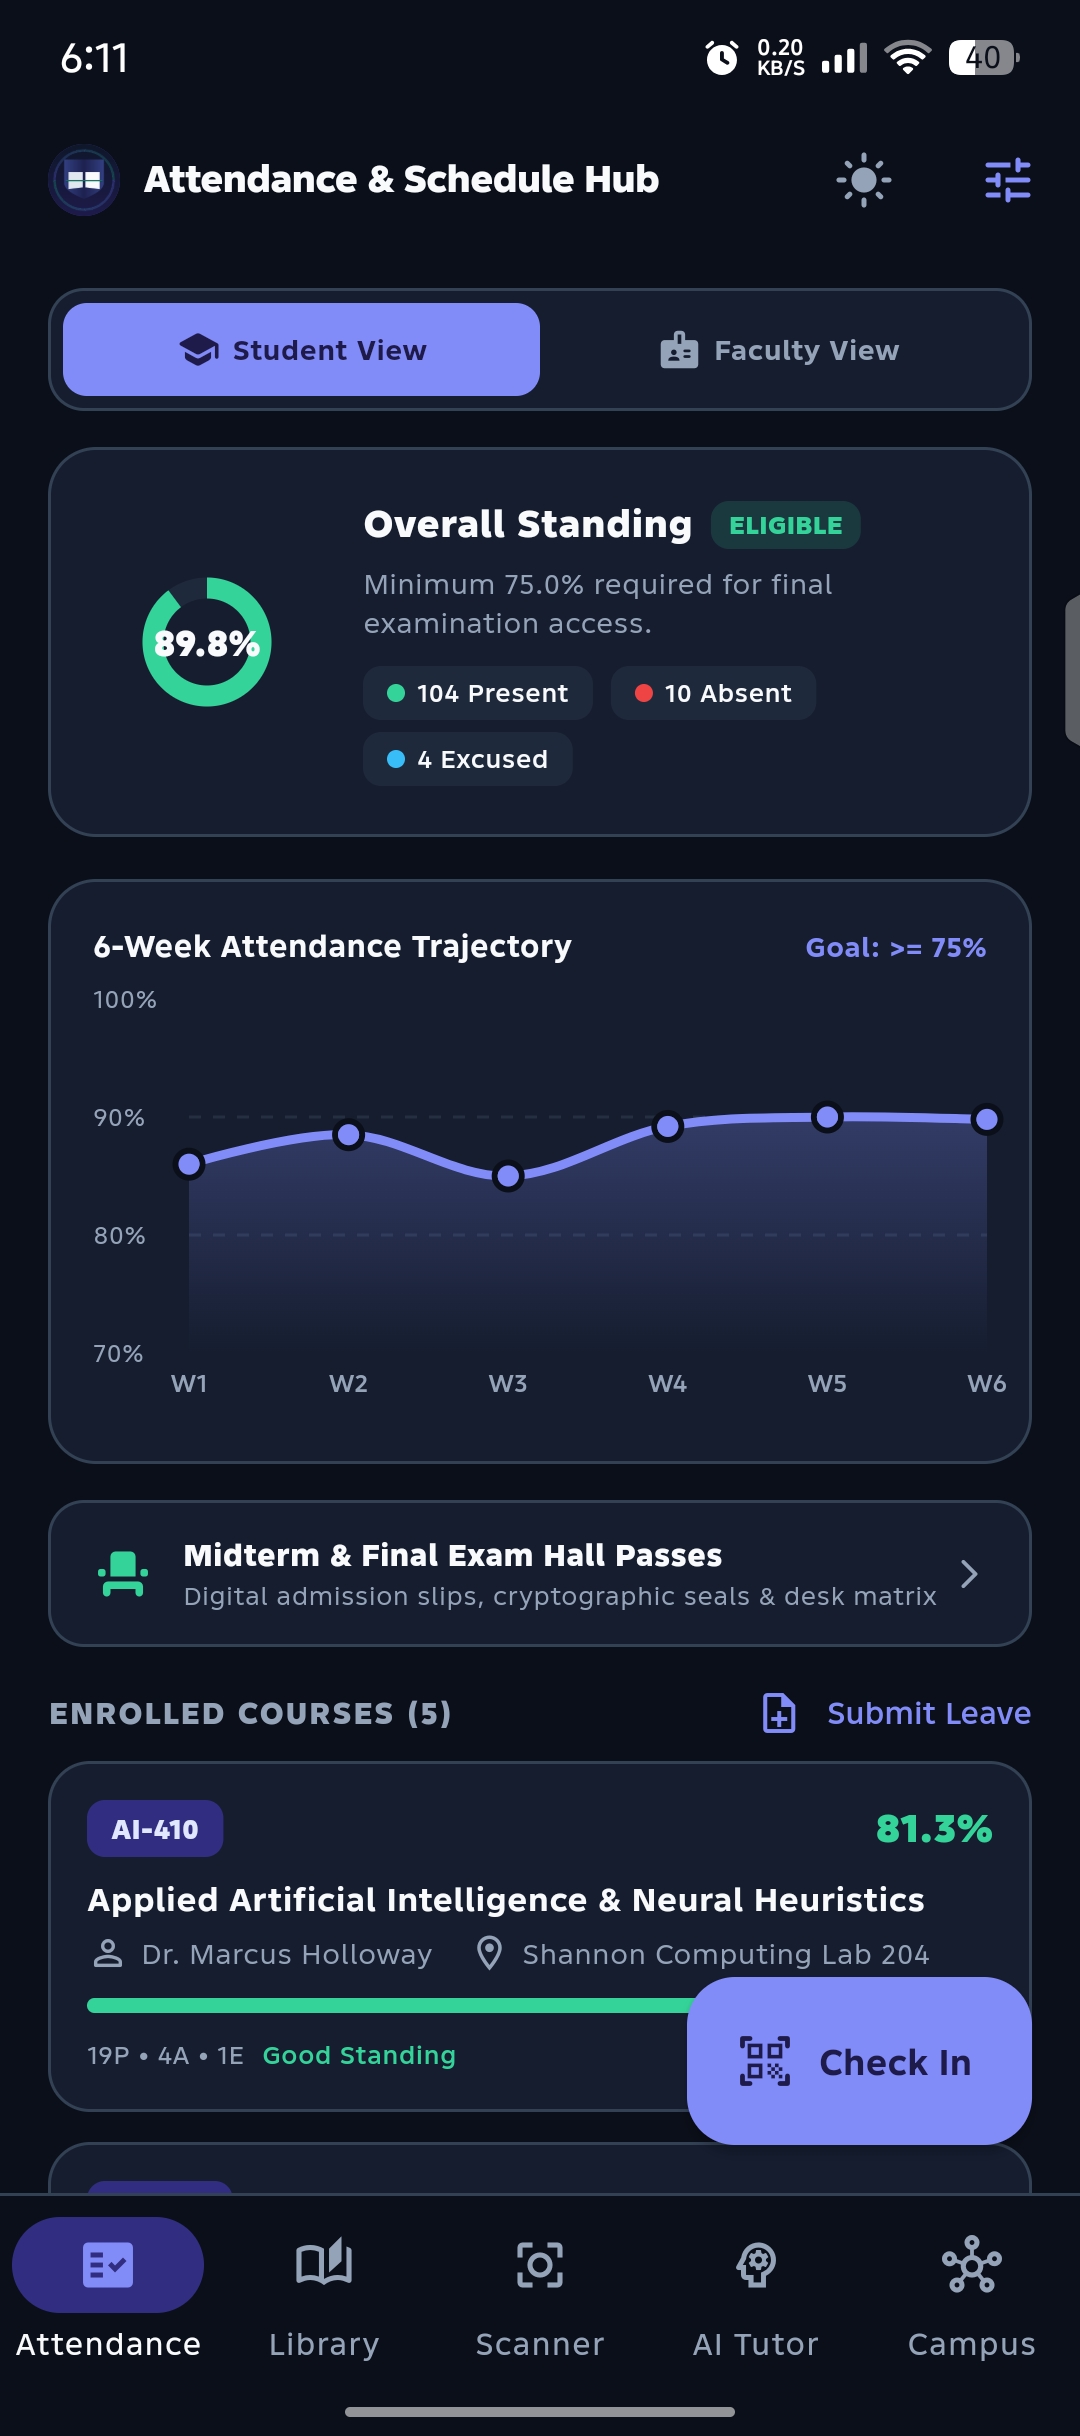 6:11
0.20
KB/S
40
Attendance & Schedule Hub
Student View
Faculty View
Overall Standing
ELIGIBLE
Minimum 75.0% required for final
examination access.
89.8%
104 Present
10 Absent
4 Excused
6-Week Attendance Trajectory
Goal: >= 75%
100%
90%
80%
70%
W1
W2
W3
W4
W5
W6
Midterm & Final Exam Hall Passes
Digital admission slips, cryptographic seals & desk matrix
ENROLLED COURSES (5)
Submit Leave
AI-410
81.3%
Applied Artificial Intelligence & Neural Heuristics
Dr. Marcus Holloway
Shannon Computing Lab 204
19P • 4A • 1E
Good Standing
Check In
Attendance
Library
Scanner
AI Tutor
Campus